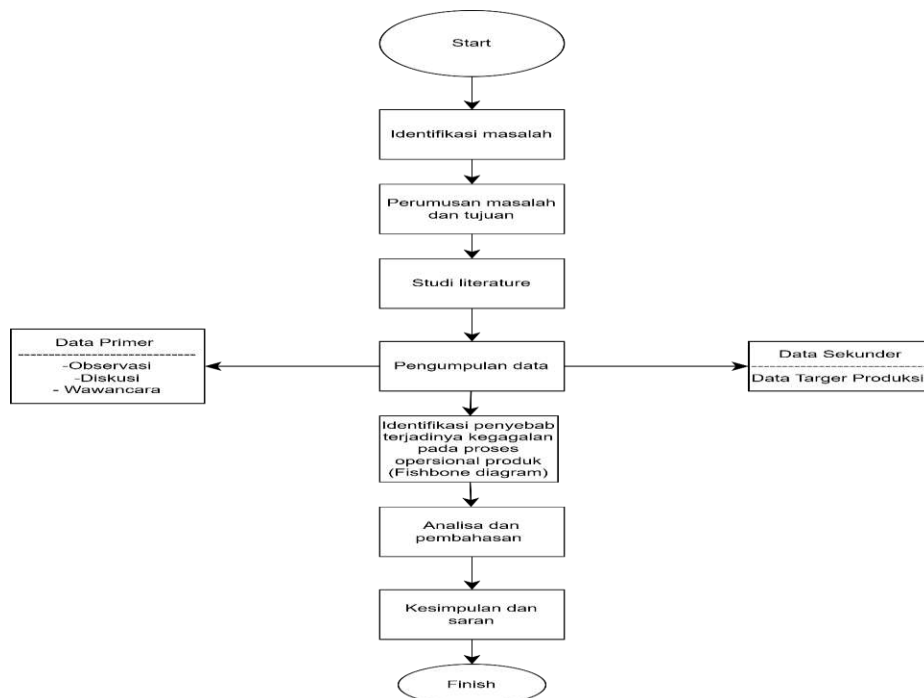 Start
Identifikasi masalah
Perumusan masalah
dan tujuan
Studi literature
Data Primer
-Observasi
-Diskusi
- Wawancara
Pengumpulan data
Data Sekunder
Data Targer Produksi
Identifikasi penyebab
terjadinya kegagalan
pada proses
opersional produk
(Fishbone diagram)
Analisa dan
pembahasan
Kesimpulan dan
saran
Finish